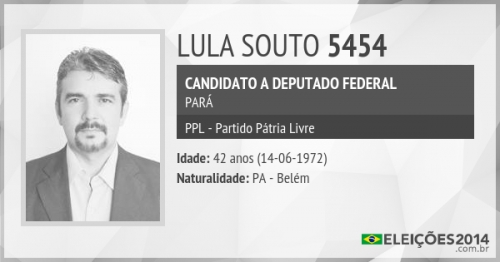 LULA SOUTO 5454
CANDIDATO A DEPUTADO FEDERAL
PARÁ
PPL - Partido Pátria Livre
Idade: 42 anos (14-06-1972)
Naturalidade: PA - Belém
ELEIÇÕES2014
.com.br